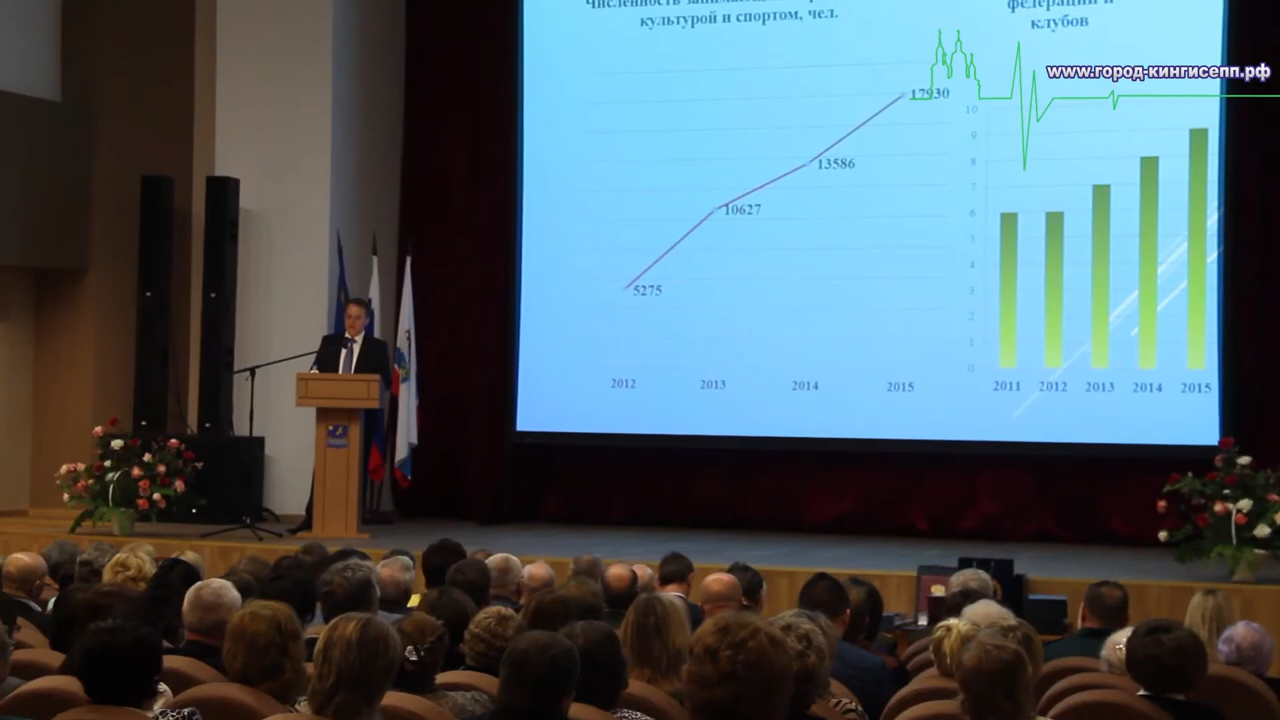 культурой и спортом, чел.
федераций и
клубов
www.город-кингисепп.рф
17930
13586
10627
5275
2012 2013 2014 2015
10
9
8
7
6
5
4
3
2
1
0
2011 2012 2013 2014 2015